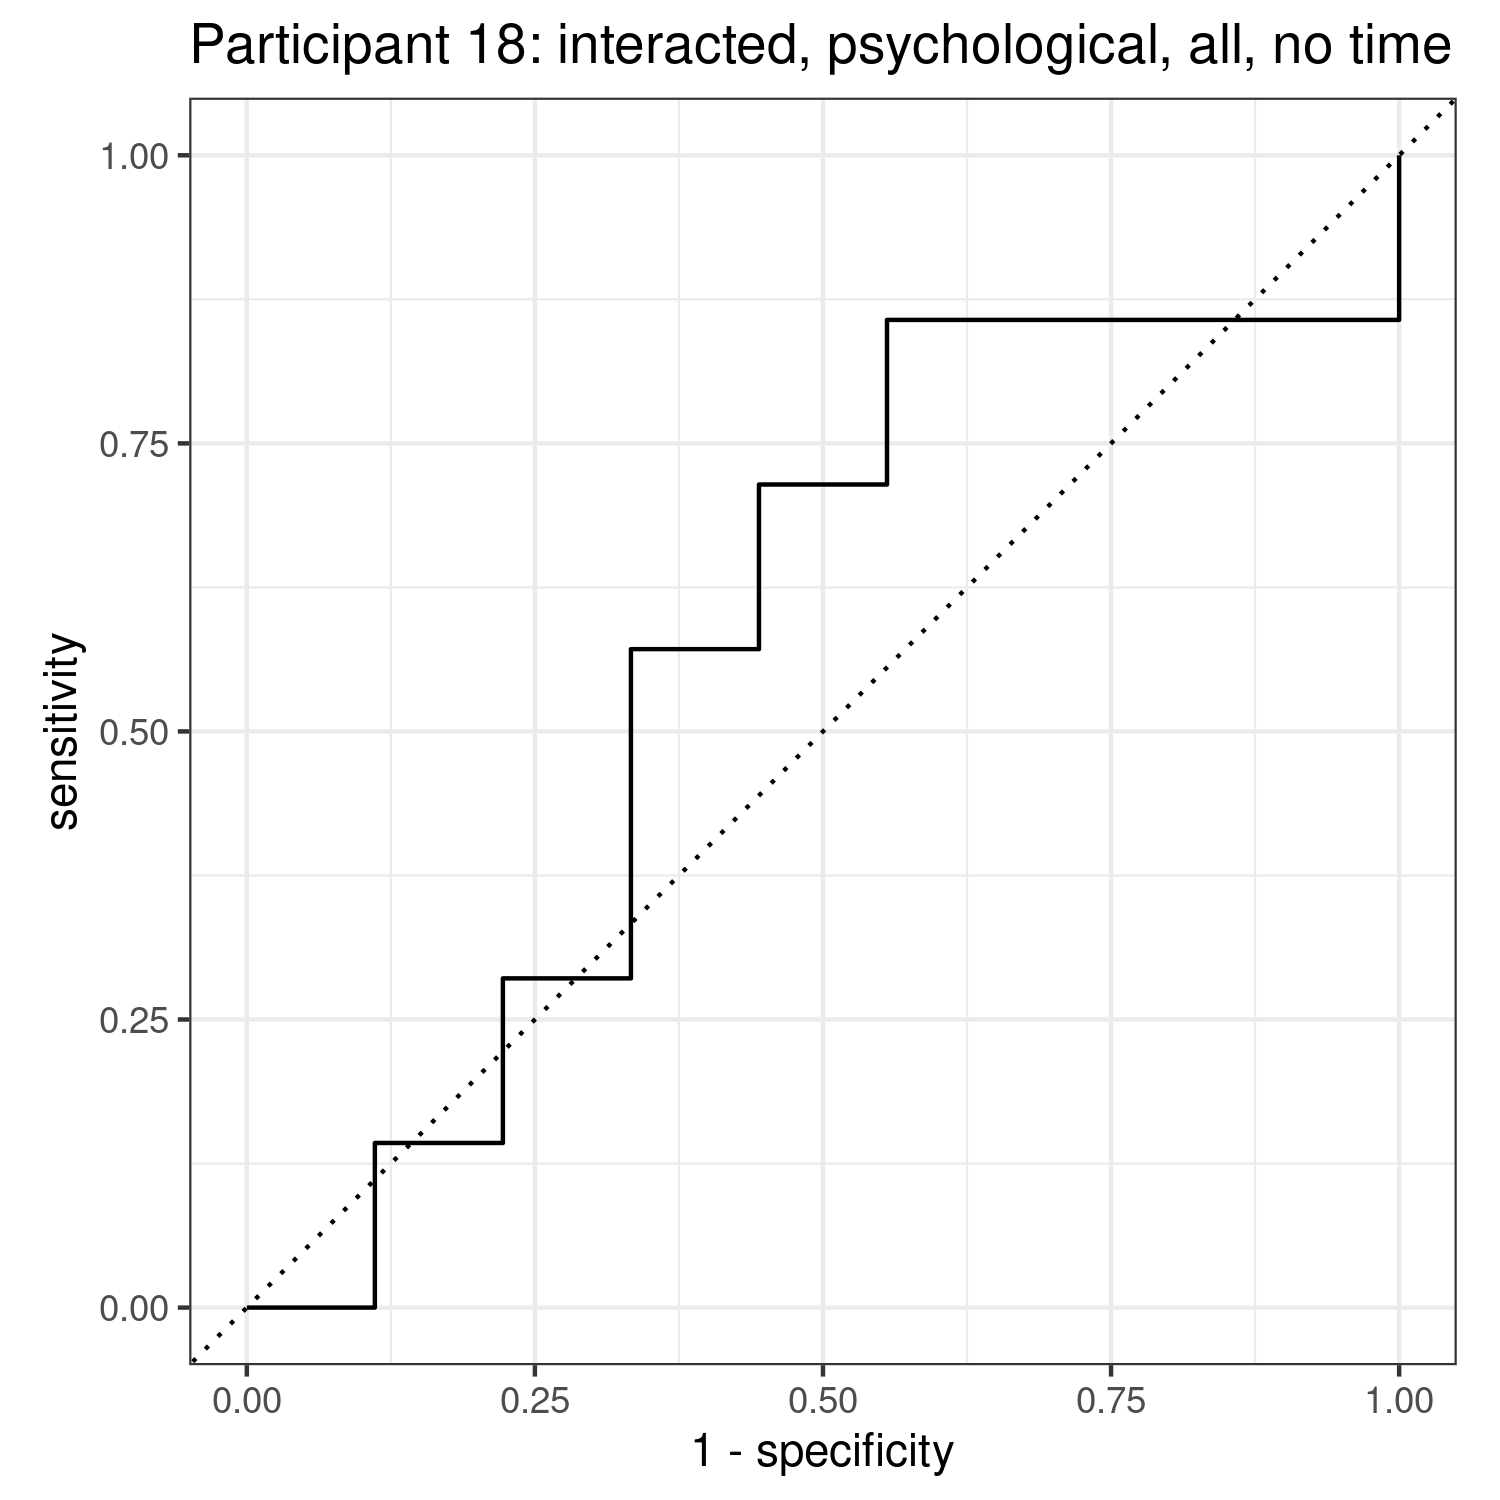 Participant 18: interacted, psychological, all, no time
1.00
0.75
0.50
0.25
0.00
sensitivity
0.00 0.25 0.50 0.75 1.00
1 - specificity